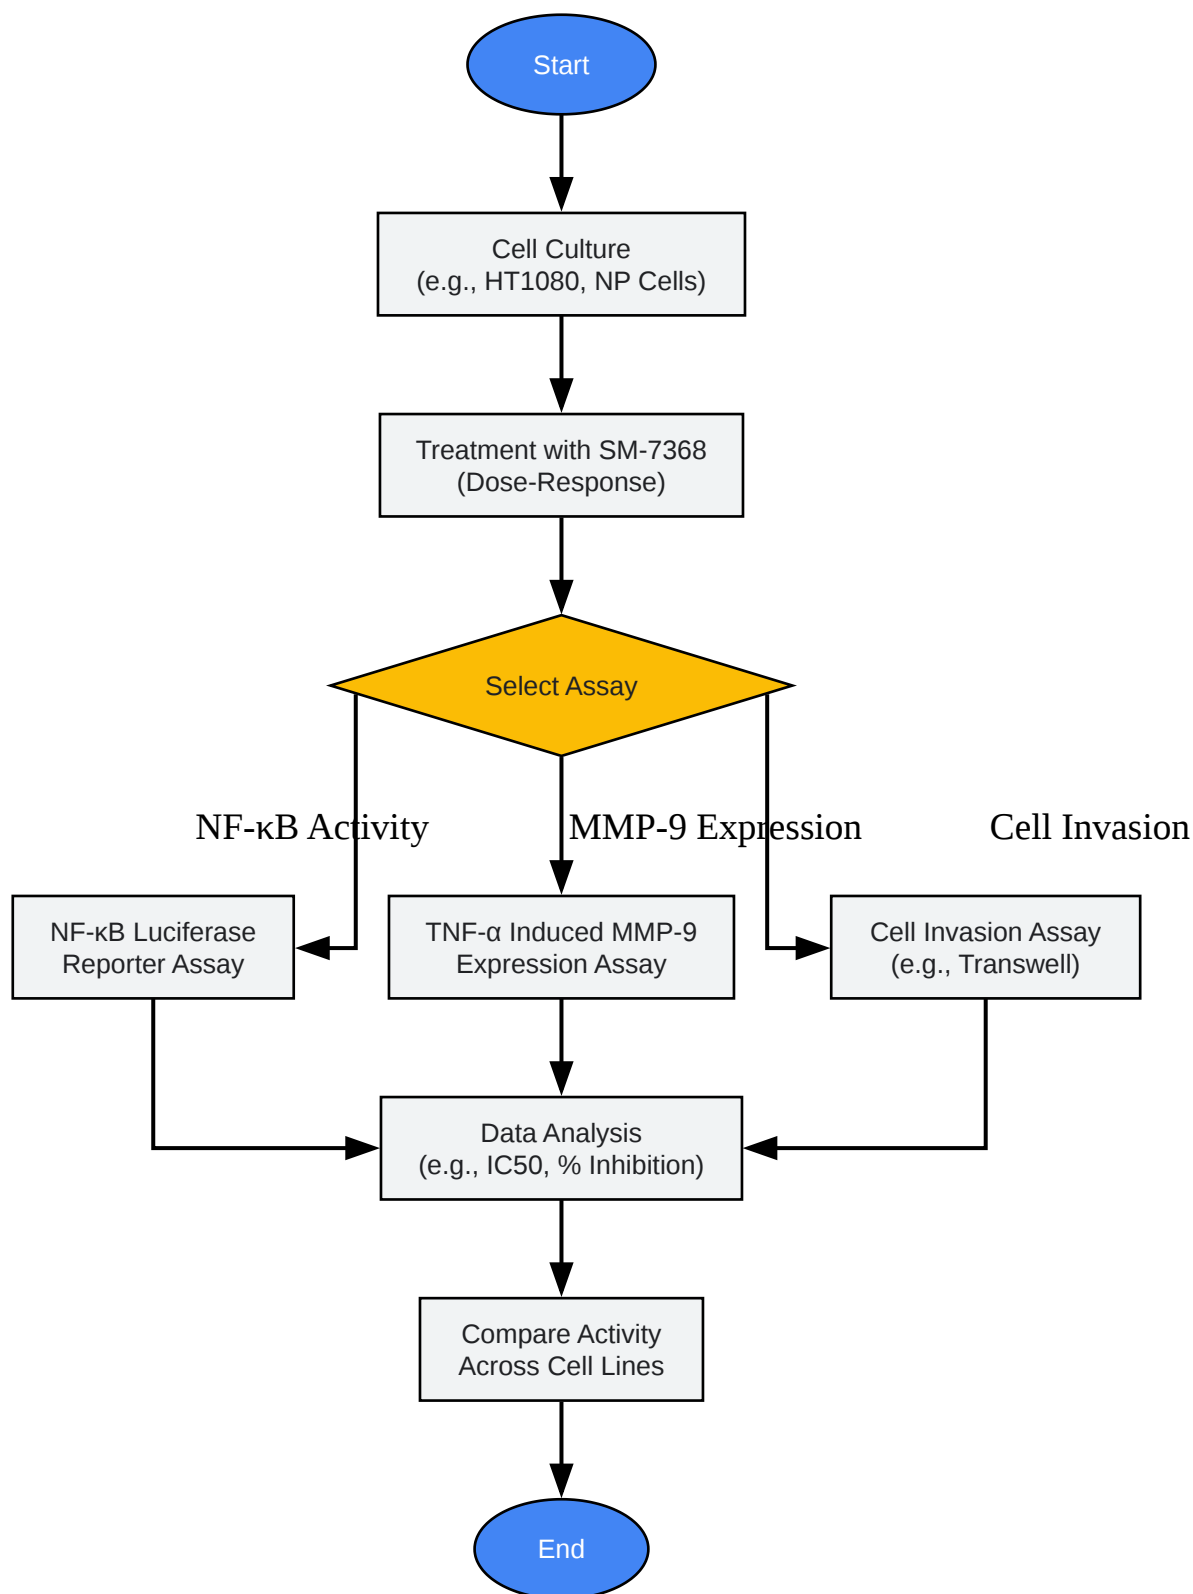 Start
Cell Culture
(e.g., HT1080, NP Cells)
Treatment with SM-7368
(Dose-Response)
Select Assay
NF-κB Activity
MMP-9 Expression
Cell Invasion
NF-κB Luciferase
Reporter Assay
TNF-α Induced MMP-9
Expression Assay
Cell Invasion Assay
(e.g., Transwell)
Data Analysis
(e.g., IC50, % Inhibition)
Compare Activity
Across Cell Lines
End